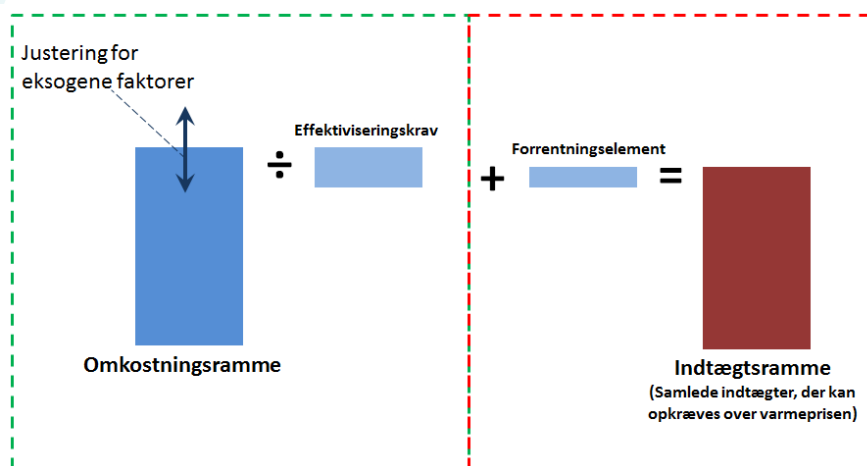 Justering for
eksogene faktorer
Effektiviseringskrav
÷
Forrentningselement
+
=
Omkostningsramme
Indtægtsramme
(Samlede indtægter, der kan
opkræves over varmeprisen)